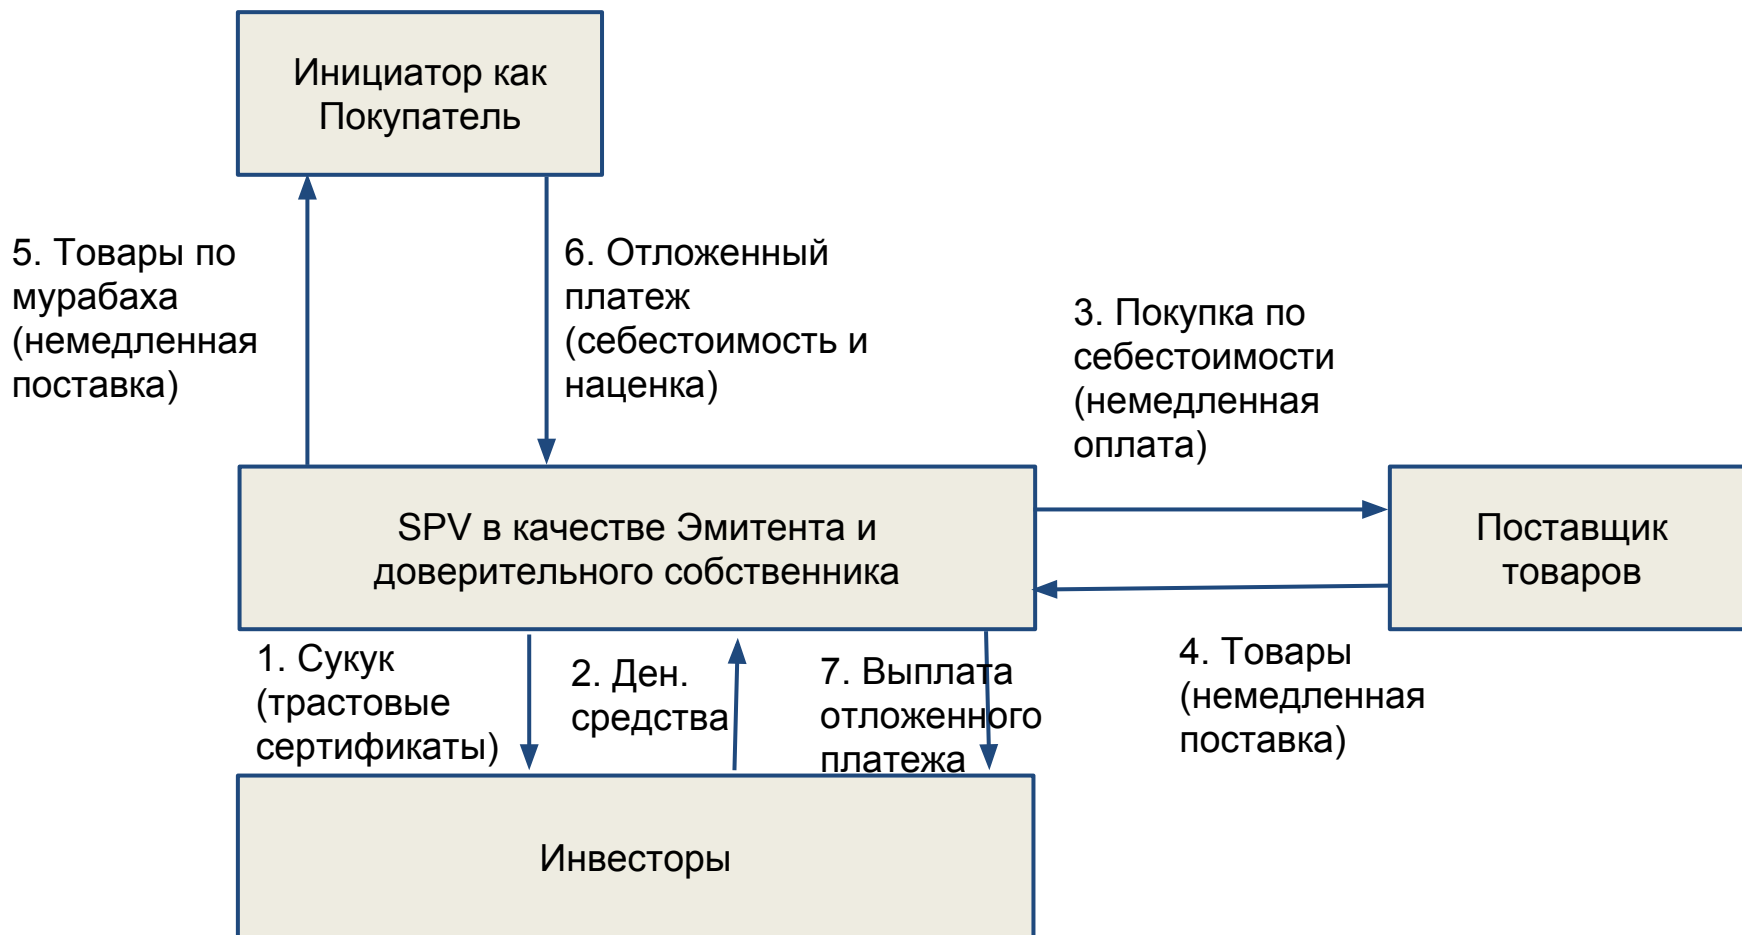 Инициатор как
Покупатель
5. Товары по
мурабаха
(немедленная
поставка)
6. Отложенный
платеж
(себестоимость и
наценка)
3. Покупка по
себестоимости
(немедленная
оплата)
SPV в качестве Эмитента и
доверительного собственника
Поставщик
товаров
1. Сукук
(трастовые
сертификаты)
2. Ден.
средства
7. Выплата
отложенного
платежа
4. Товары
(немедленная
поставка)
Инвесторы